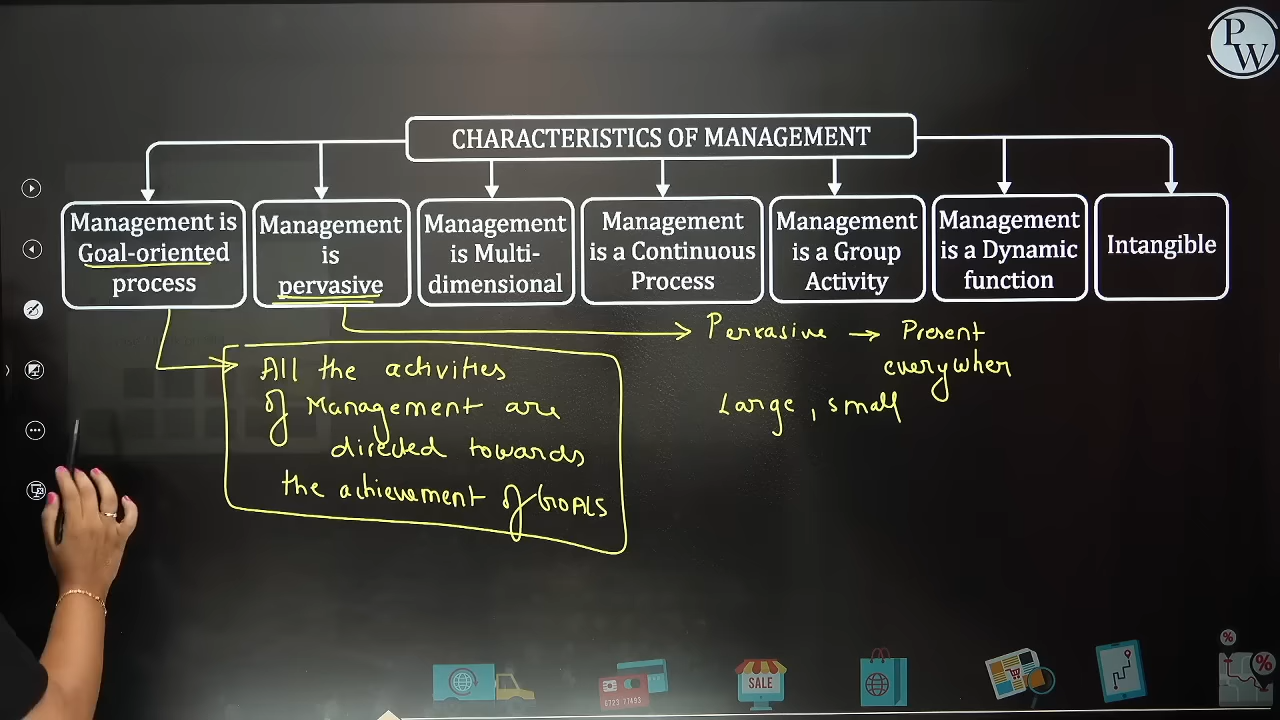 PW
CHARACTERISTICS OF MANAGEMENT
Management is
Goal-oriented
process
Management
is
pervasive
Management
is Multi-
dimensional
Management
is a Continuous
Process
Management
is a Group
Activity
Management
is a Dynamic
function
Intangible
Pervasive → Present
everywher
Large, small
All the activities
of Management are
directed towards
the achievement of GOALS
SALE
%
%